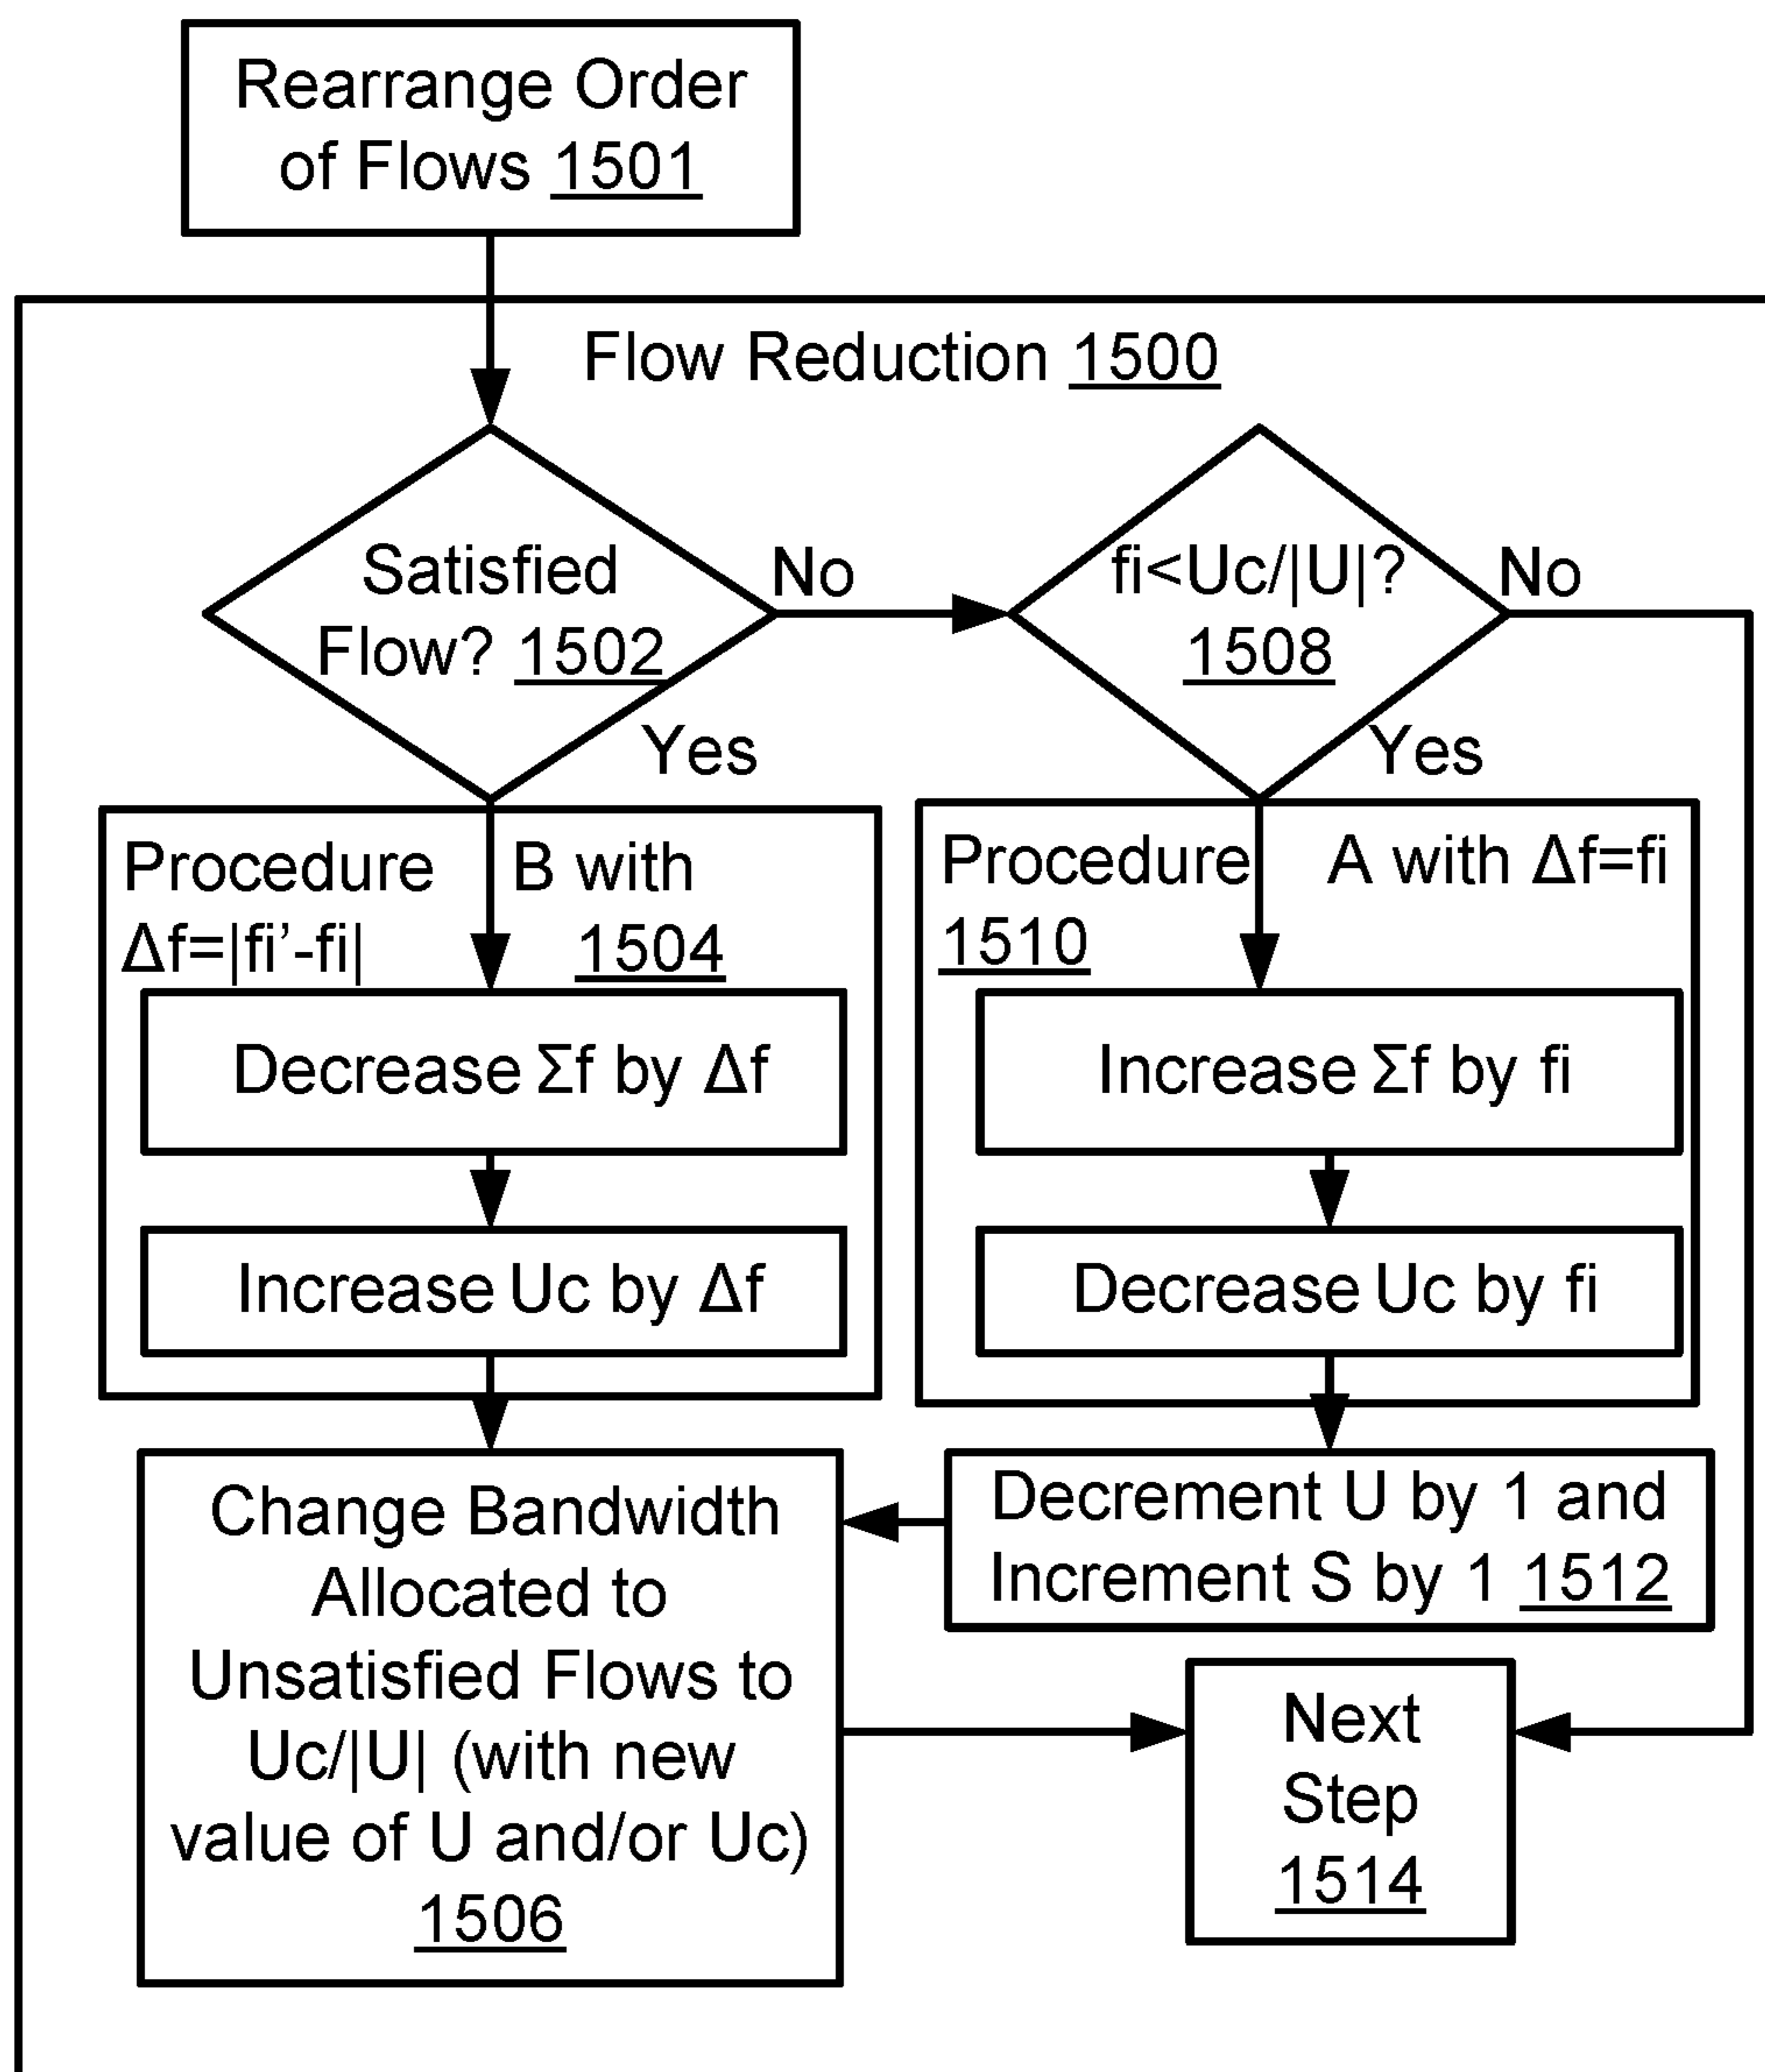 Rearrange Order
of Flows 1501
Flow Reduction 1500
Satisfied
Flow? 1502
No
Yes
fi<Uc/|U|?
1508
No
Yes
Procedure B with
Δf=|fi’-fi| 1504
Decrease Σf by Δf
Increase Uc by Δf
Procedure A with Δf=fi
1510
Increase Σf by fi
Decrease Uc by fi
Decrement U by 1 and
Increment S by 1 1512
Change Bandwidth
Allocated to
Unsatisfied Flows to
Uc/|U| (with new
value of U and/or Uc)
1506
Next
Step
1514